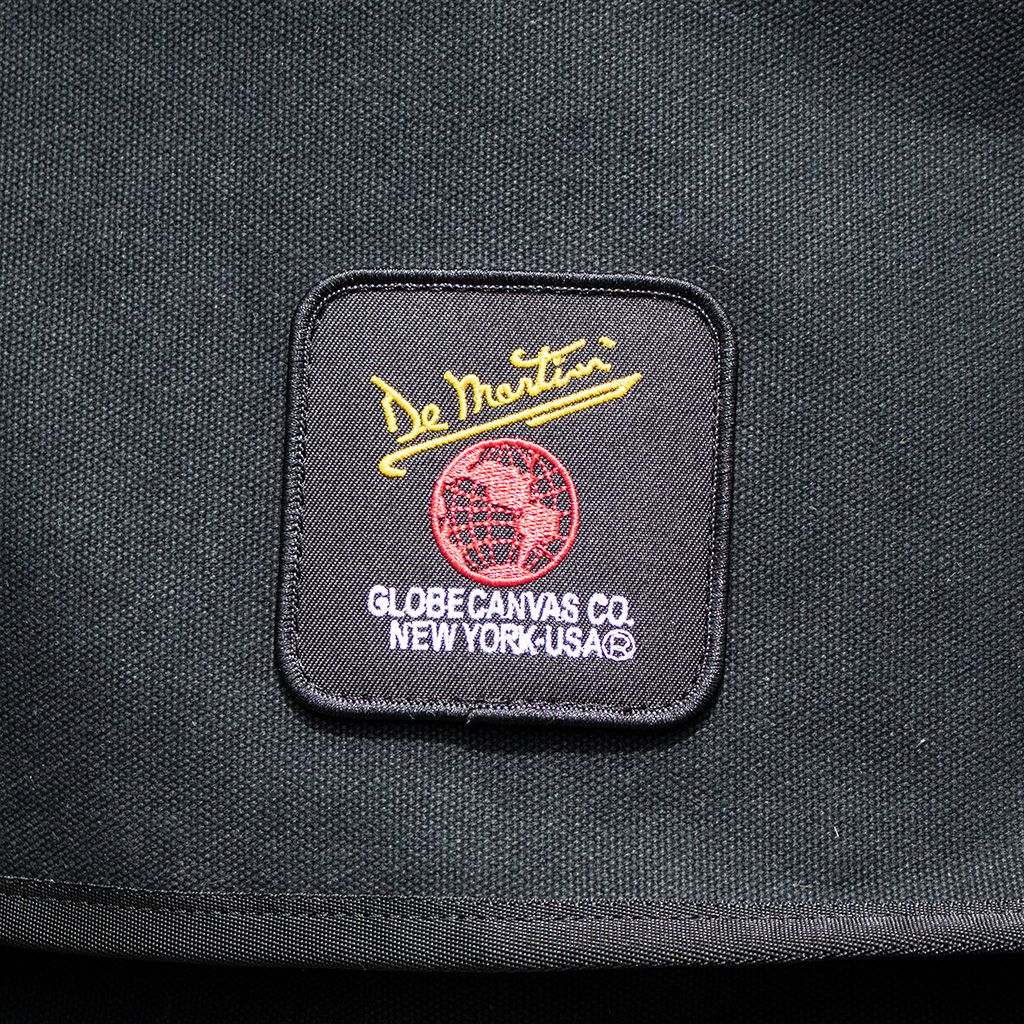 De Martini
GLOBE CANVAS CO.
NEW YORK-USA®